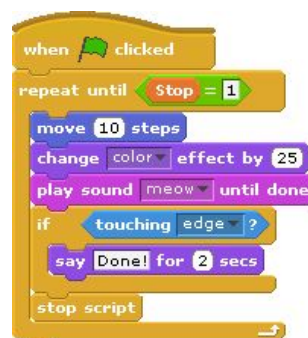 when clicked
repeat until Stop = 1
move 10 steps
change color effect by 25
play sound meow until done
if touching edge ?
say Done! for 2 secs
stop script